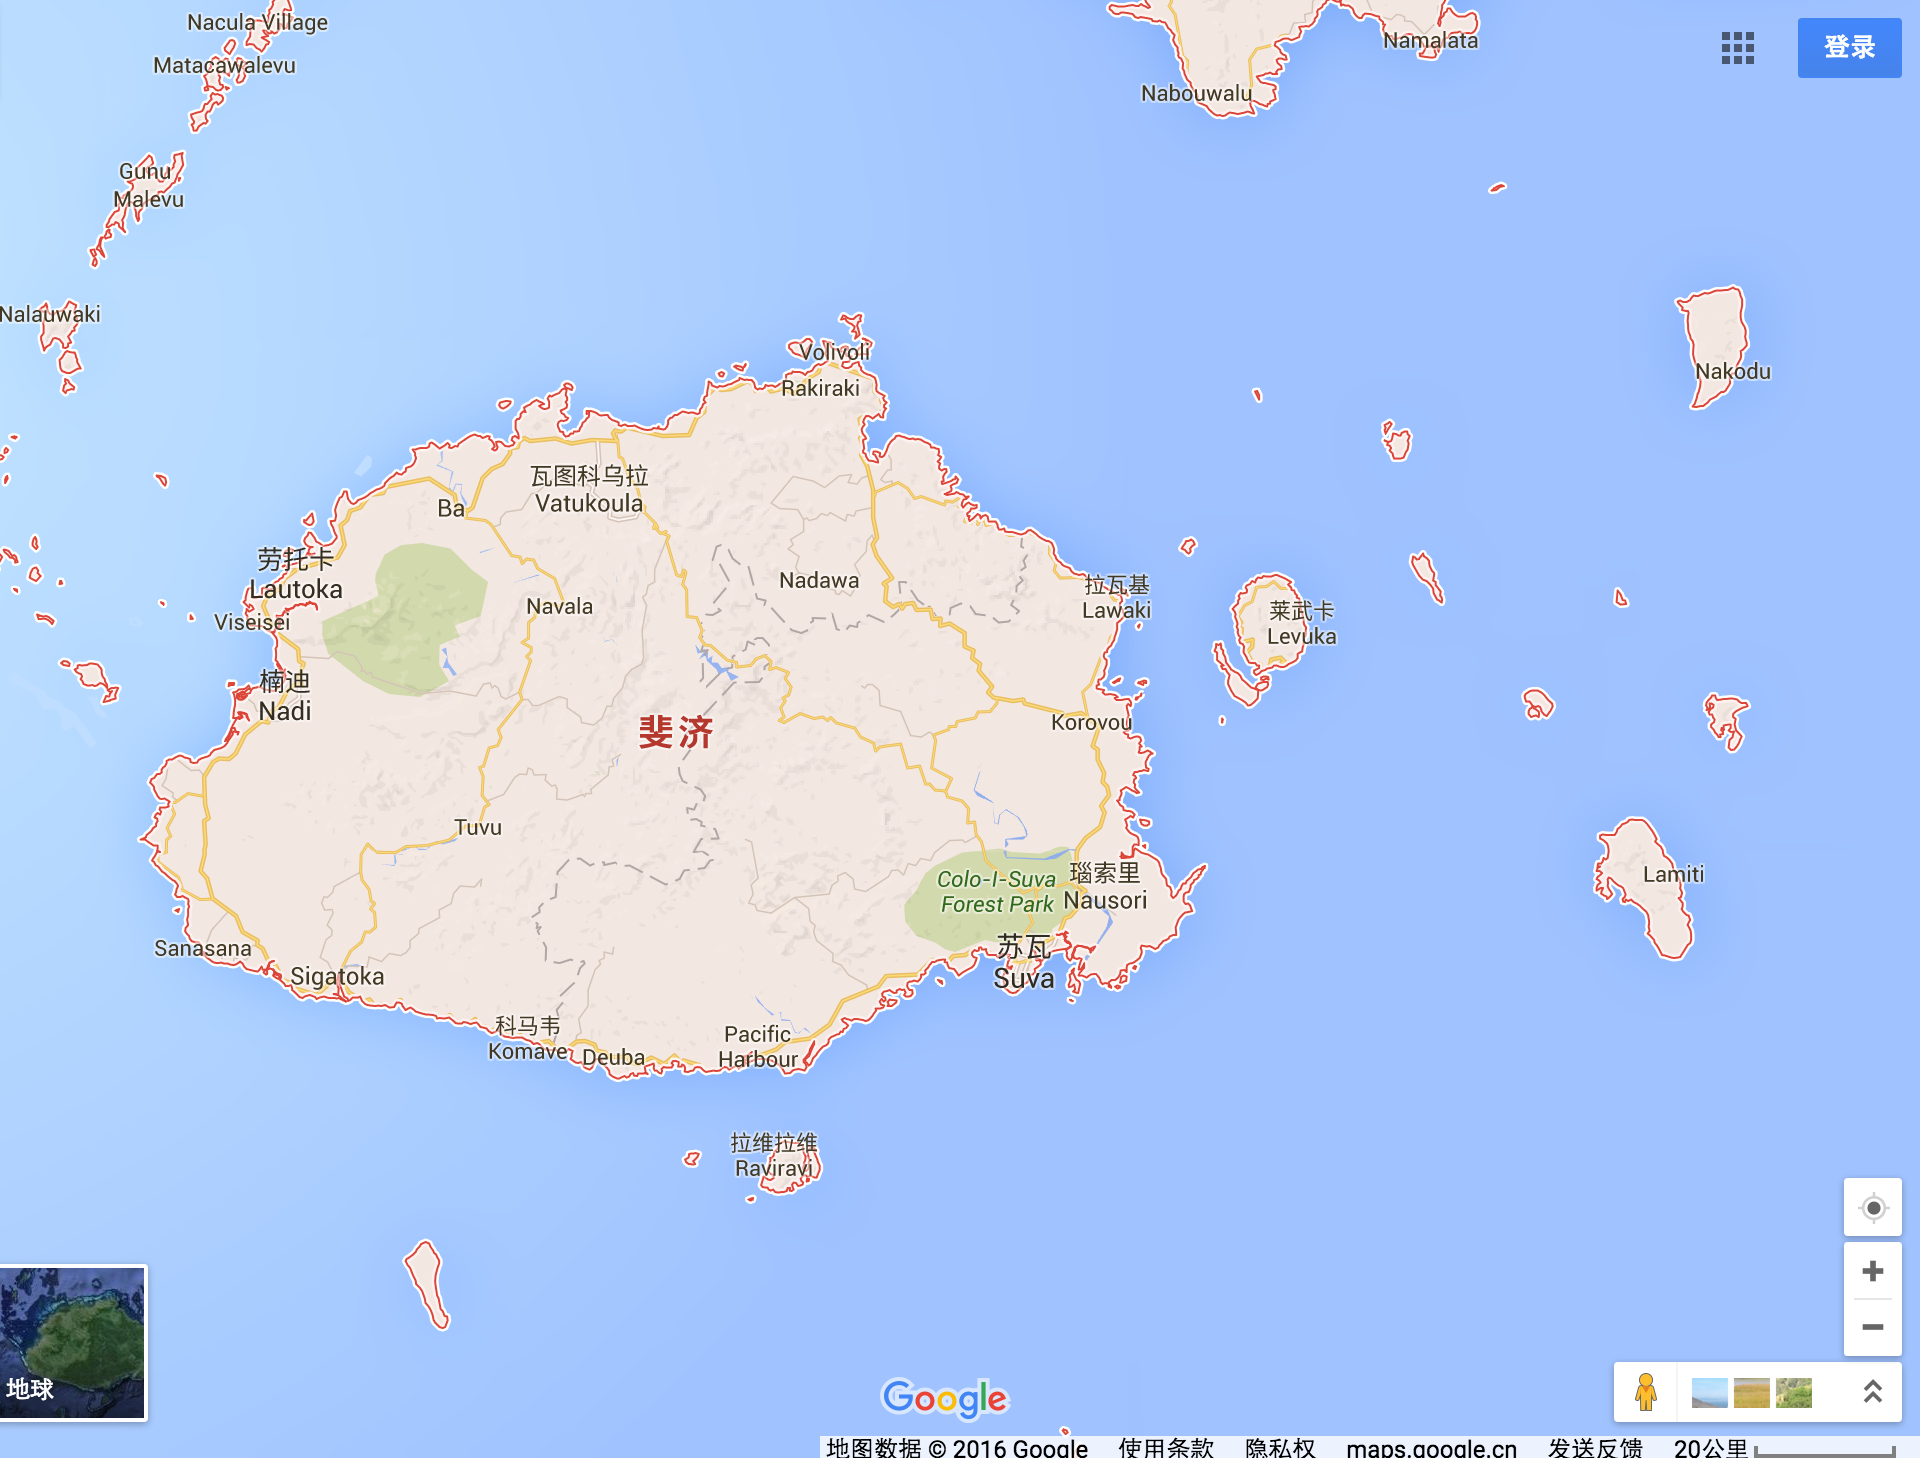 Nacula Village
Matacawalevu
Namalata
登录
Nabouwalu
Gunu
Malevu
Nalauwaki
Volivoli
Rakiraki
Nakodu
瓦图科乌拉
Vatukoula
Ba
劳托卡
Lautoka
Viseisei
Navala
Nadawa
拉瓦基
Lawaki
莱武卡
Levuka
楠迪
Nadi
斐济
Korovou
Tuvu
Colo-I-Suva
Forest Park
瑙索里
Nausori
Lamiti
Sanasana
Sigatoka
苏瓦
Suva
科马韦
Komave
Deuba
Pacific
Harbour
拉维拉维
Raviravi
地球
Google
地图数据 © 2016 Google 使用条款 隐私权 maps.google.cn 发送反馈 20公里